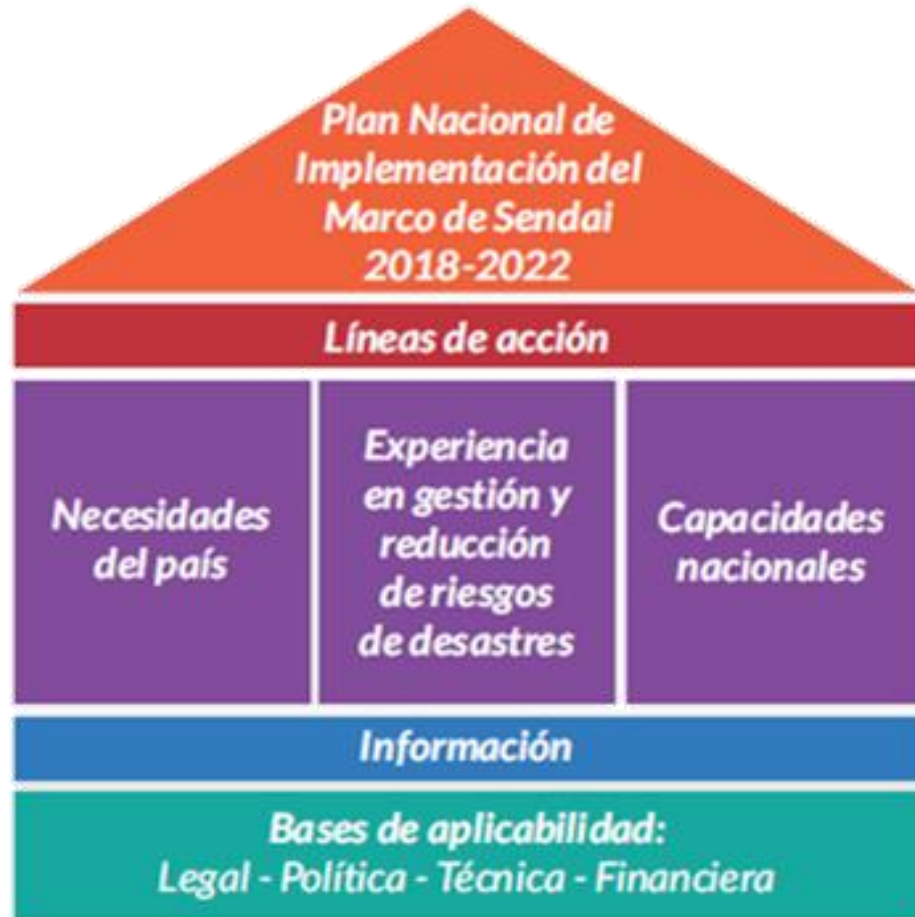 Plan Nacional de
Implementación del
Marco de Sendai
2018-2022
Líneas de acción
Necesidades
del país
Experiencia
en gestión y
reducción
de riesgos
de desastres
Capacidades
nacionales
Información
Bases de aplicabilidad:
Legal - Política - Técnica - Financiera